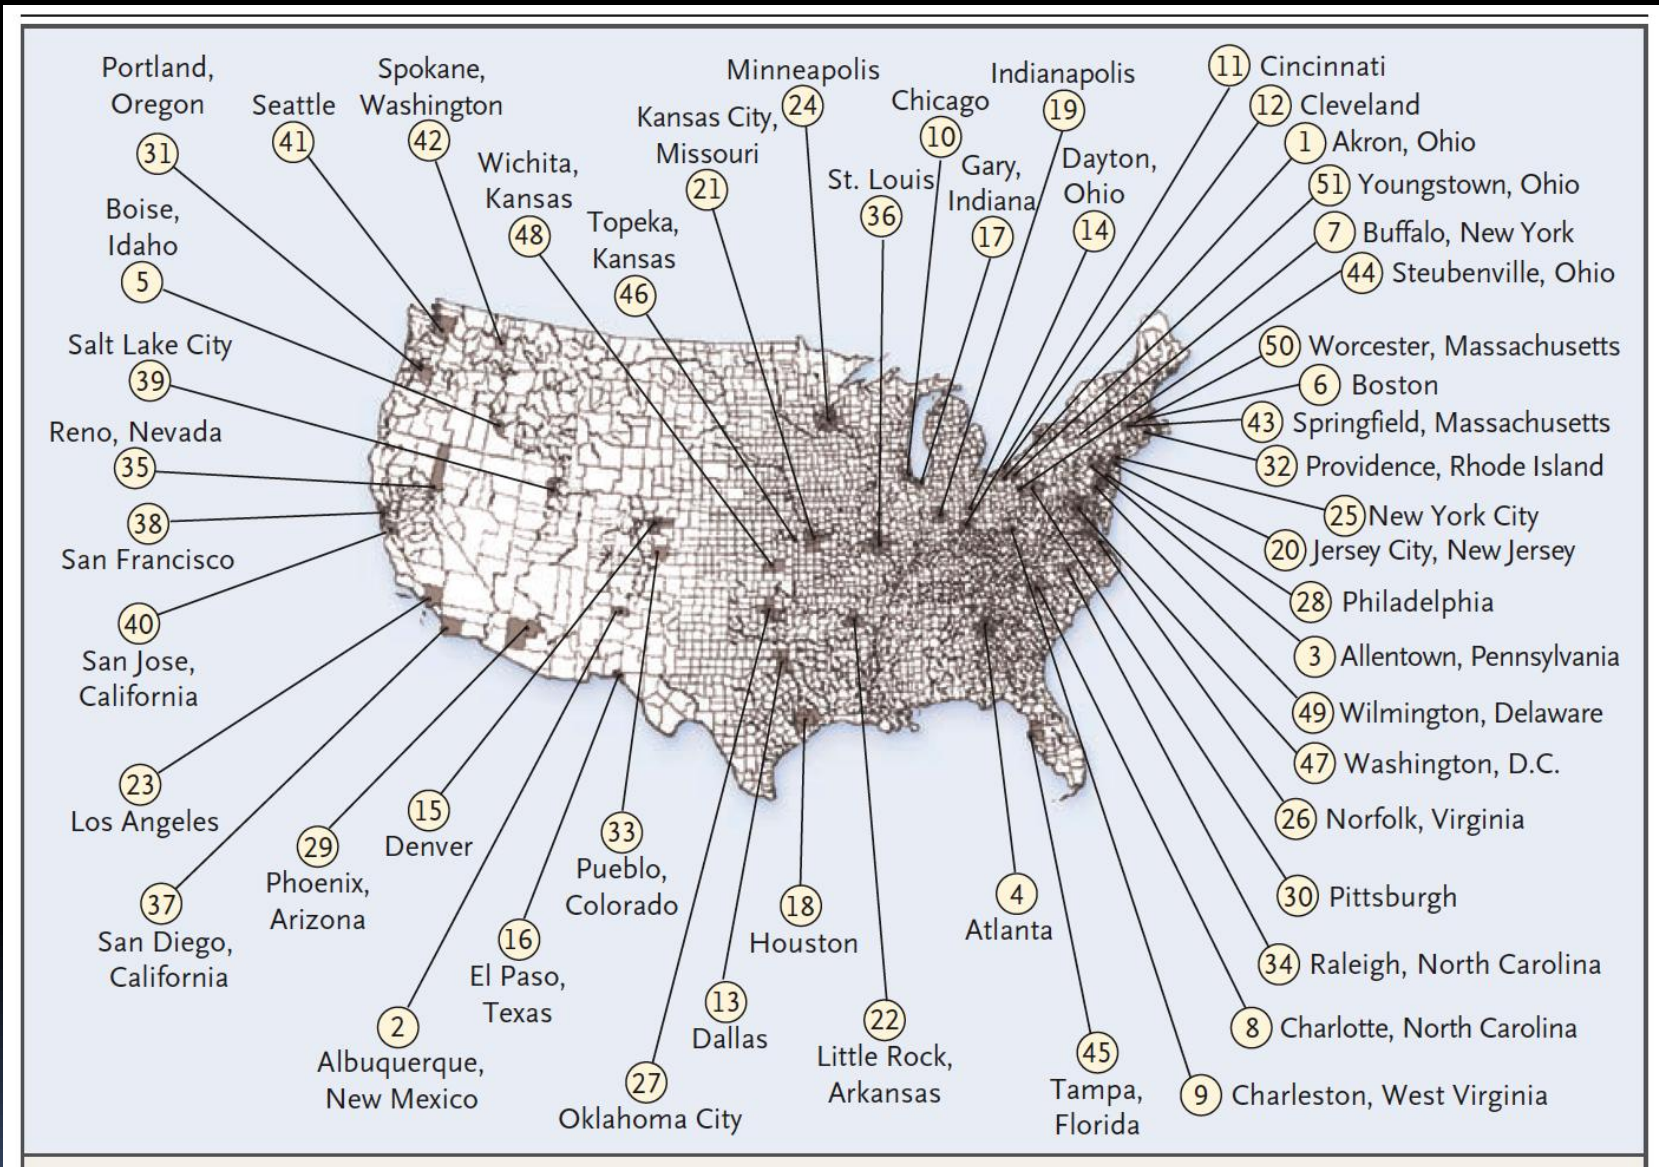 Portland,
Oregon
31
Seattle
41
Spokane,
Washington
42
Boise,
Idaho
5
Wichita,
Kansas
48
Topeka,
Kansas
46
Kansas City,
Missouri
21
Minneapolis
24
St. Louis
36
Chicago
10
Gary,
Indiana
17
Indianapolis
19
Dayton,
Ohio
14
11 Cincinnati
12 Cleveland
1 Akron, Ohio
51 Youngstown, Ohio
7 Buffalo, New York
44 Steubenville, Ohio
50 Worcester, Massachusetts
6 Boston
43 Springfield, Massachusetts
32 Providence, Rhode Island
25 New York City
20 Jersey City, New Jersey
28 Philadelphia
3 Allentown, Pennsylvania
49 Wilmington, Delaware
47 Washington, D.C.
26 Norfolk, Virginia
30 Pittsburgh
34 Raleigh, North Carolina
8 Charlotte, North Carolina
9 Charleston, West Virginia
Salt Lake City
39
Reno, Nevada
35
38
San Francisco
40
San Jose,
California
23
Los Angeles
37
San Diego,
California
29
Phoenix,
Arizona
15
Denver
2
Albuquerque,
New Mexico
16
El Paso,
Texas
33
Pueblo,
Colorado
27
Oklahoma City
13
Dallas
18
Houston
22
Little Rock,
Arkansas
4
Atlanta
45
Tampa,
Florida